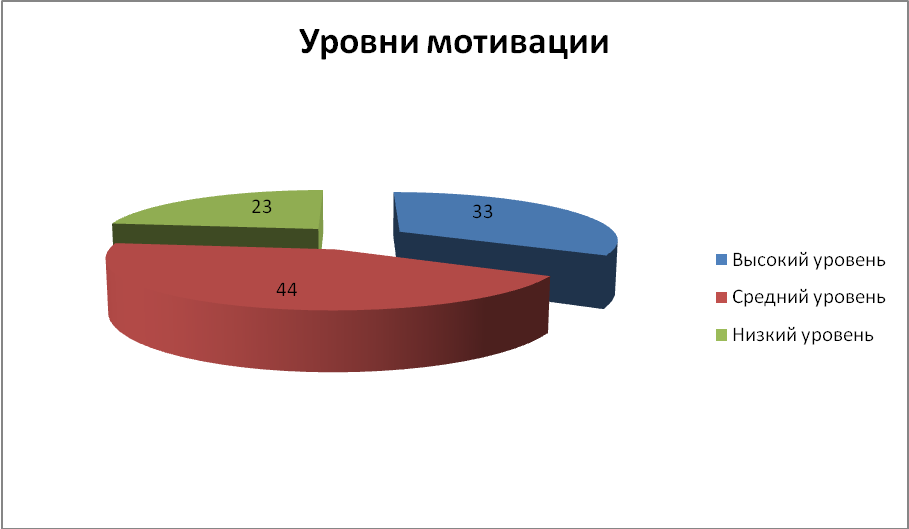 Уровни мотивации
23
33
44
Высокий уровень
Средний уровень
Низкий уровень